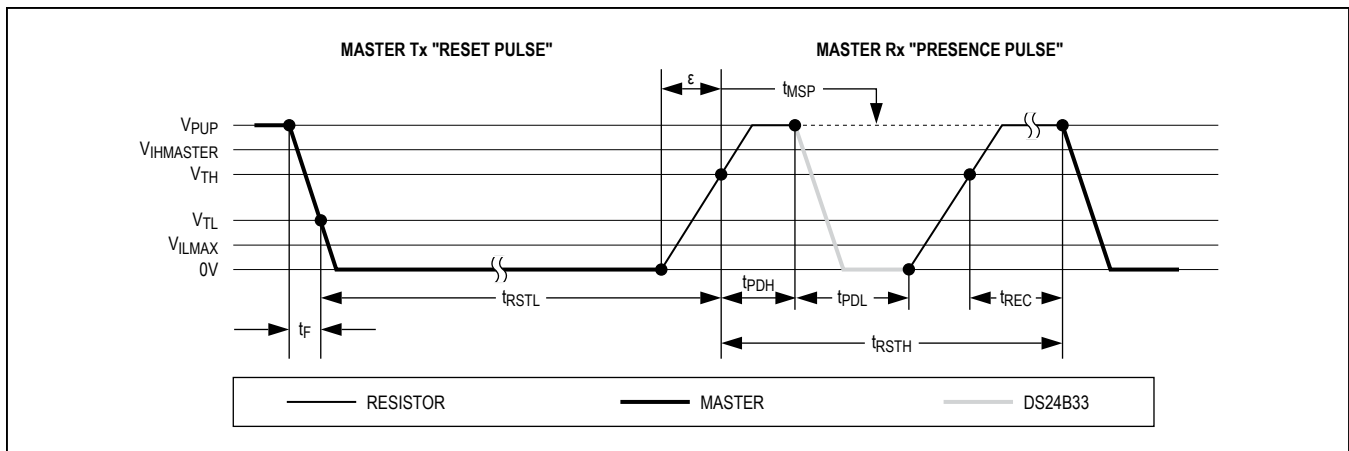 MASTER Tx "RESET PULSE"
MASTER Rx "PRESENCE PULSE"
ε
tMSP
VPUP
VIHMASTER
VTH
VTL
VILMAX
0V
tRSTL
tPDH
tPDL
tREC
tF
tRSTH
RESISTOR
MASTER
DS24B33